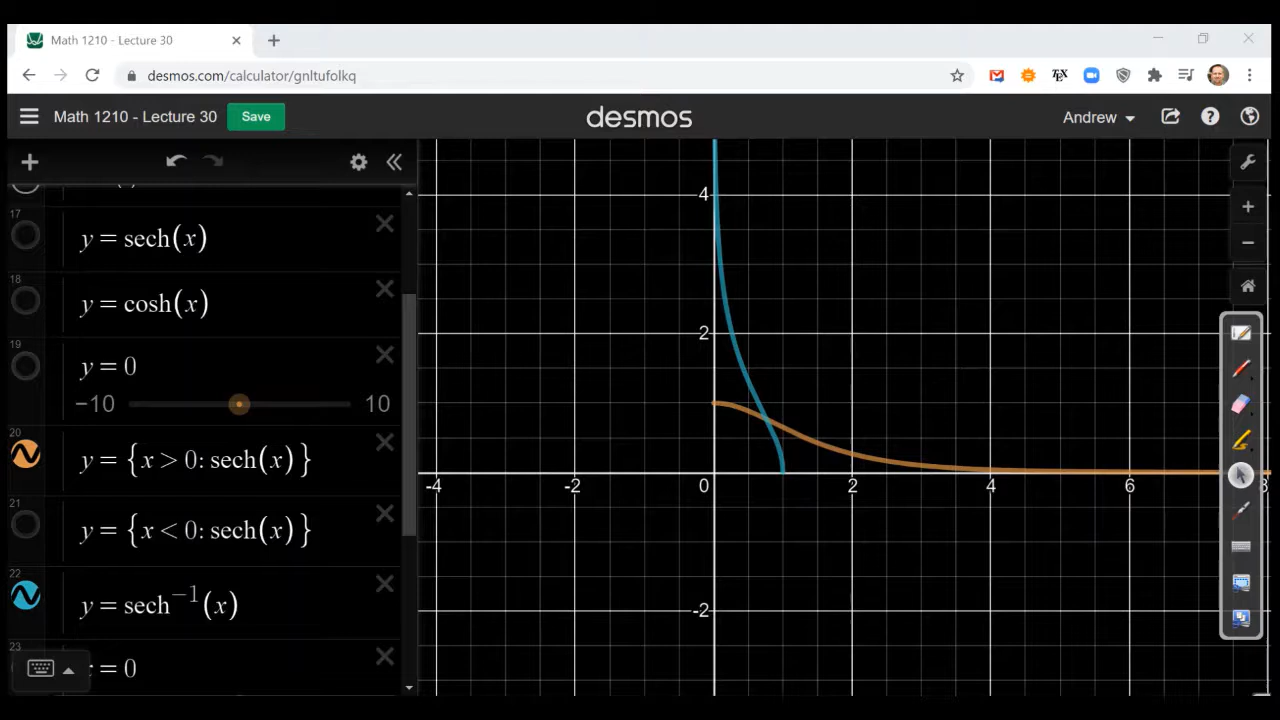 Math 1210 - Lecture 30
desmos.com/calculator/gnltufolkq
Math 1210 - Lecture 30 Save desmos Andrew
17
y = sech(x)
18
y = cosh(x)
19
y = 0
−10 10
20
y = {x > 0: sech(x)}
21
y = {x < 0: sech(x)}
22
y = sech⁻¹(x)
23
= 0
4
2
-4 -2 0 2 4 6 8
-2